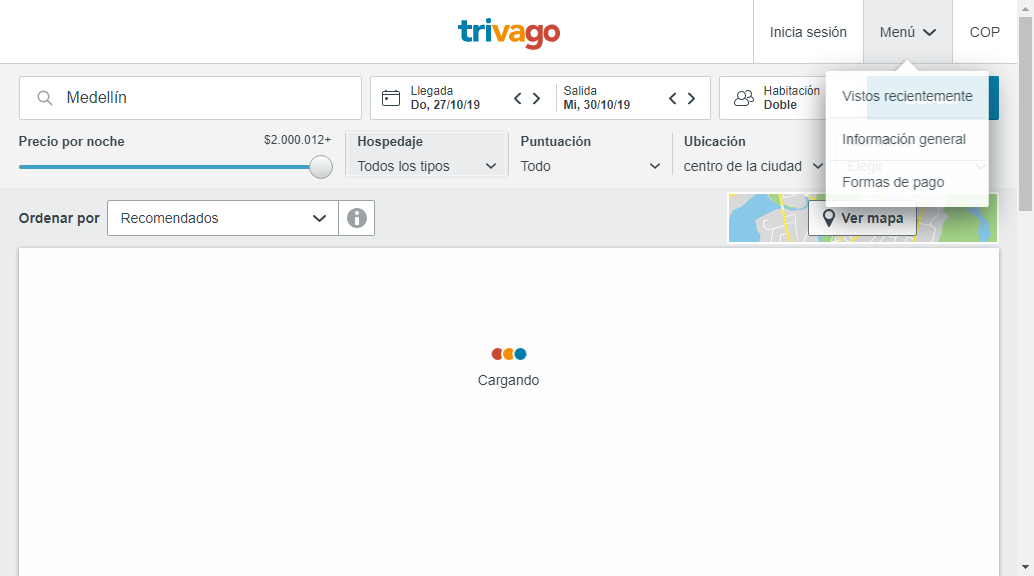 trivago
Inicia sesión
Menú
COP
Medellín
Llegada
Do, 27/10/19
Salida
Mi, 30/10/19
Habitación
Doble
Vistos recientemente
Información general
Formas de pago
Precio por noche
$2.000.012+
Hospedaje
Todos los tipos
Puntuación
Todo
Ubicación
centro de la ciudad
Elegir
Ordenar por
Recomendados
Ver mapa
Cargando